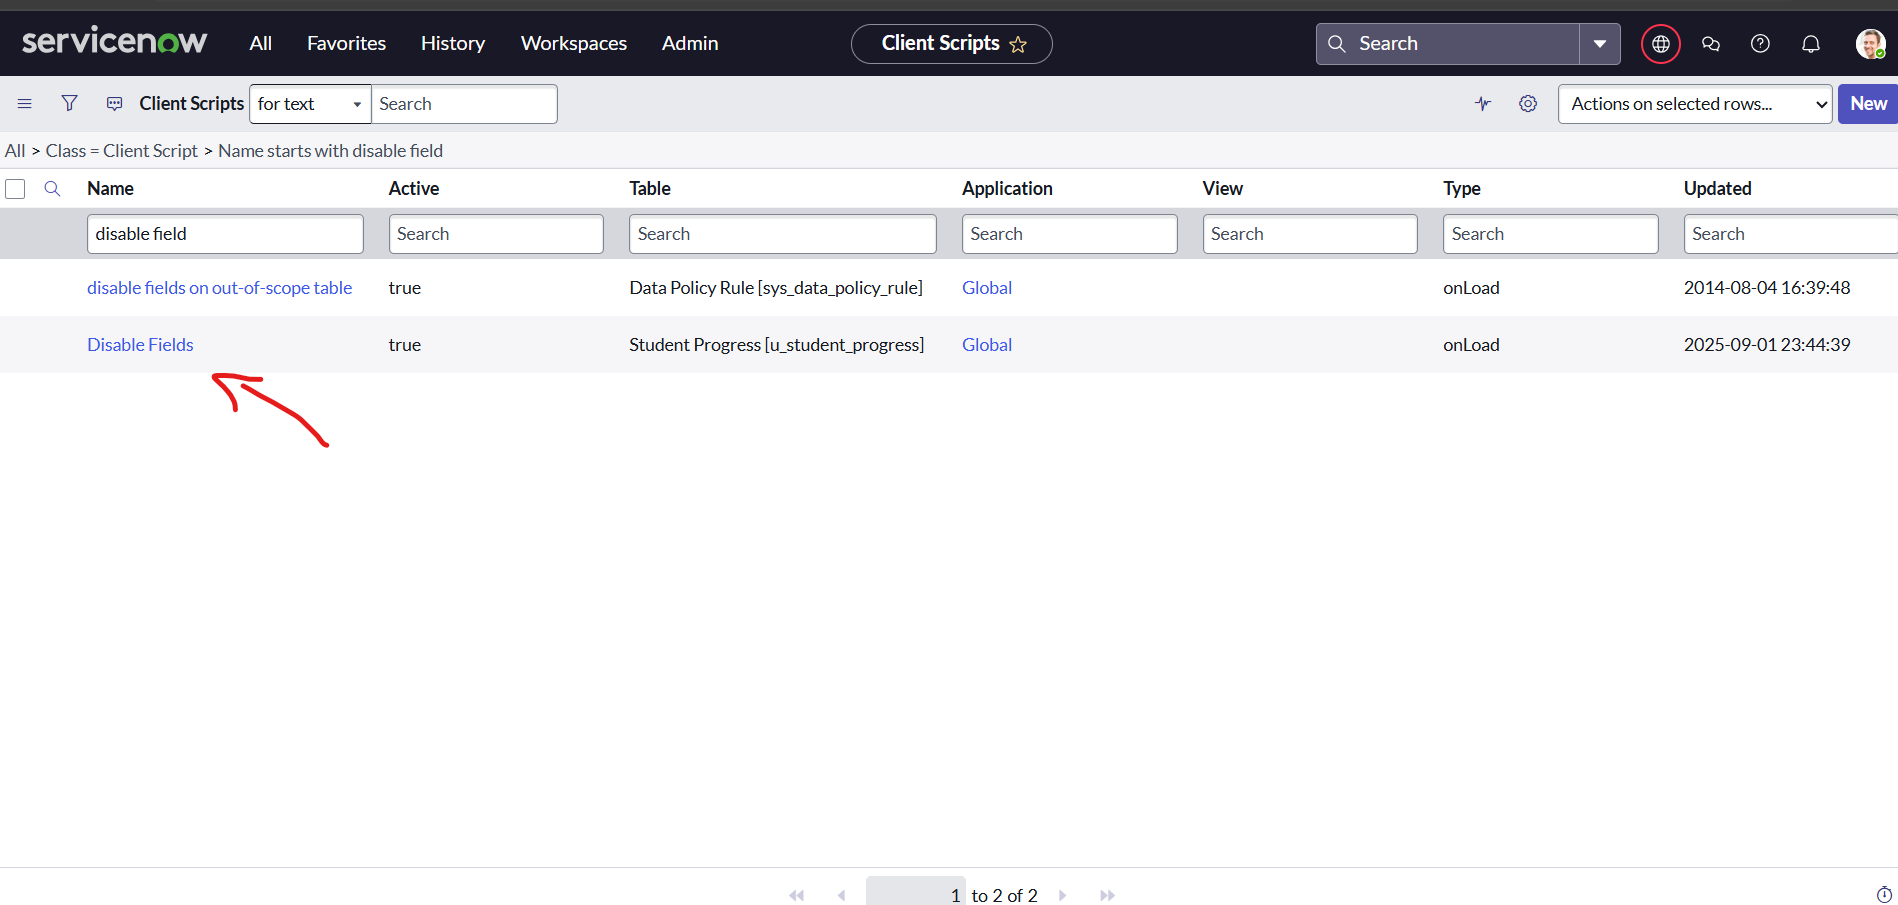 servicenow All Favorites History Workspaces Admin Client Scripts Search
Client Scripts for text Search Actions on selected rows... New
All > Class = Client Script > Name starts with disable field
Name Active Table Application View Type Updated
disable field Search Search Search Search Search Search
disable fields on out-of-scope table true Data Policy Rule [sys_data_policy_rule] Global onLoad 2014-08-04 16:39:48
Disable Fields true Student Progress [u_student_progress] Global onLoad 2025-09-01 23:44:39
1 to 2 of 2